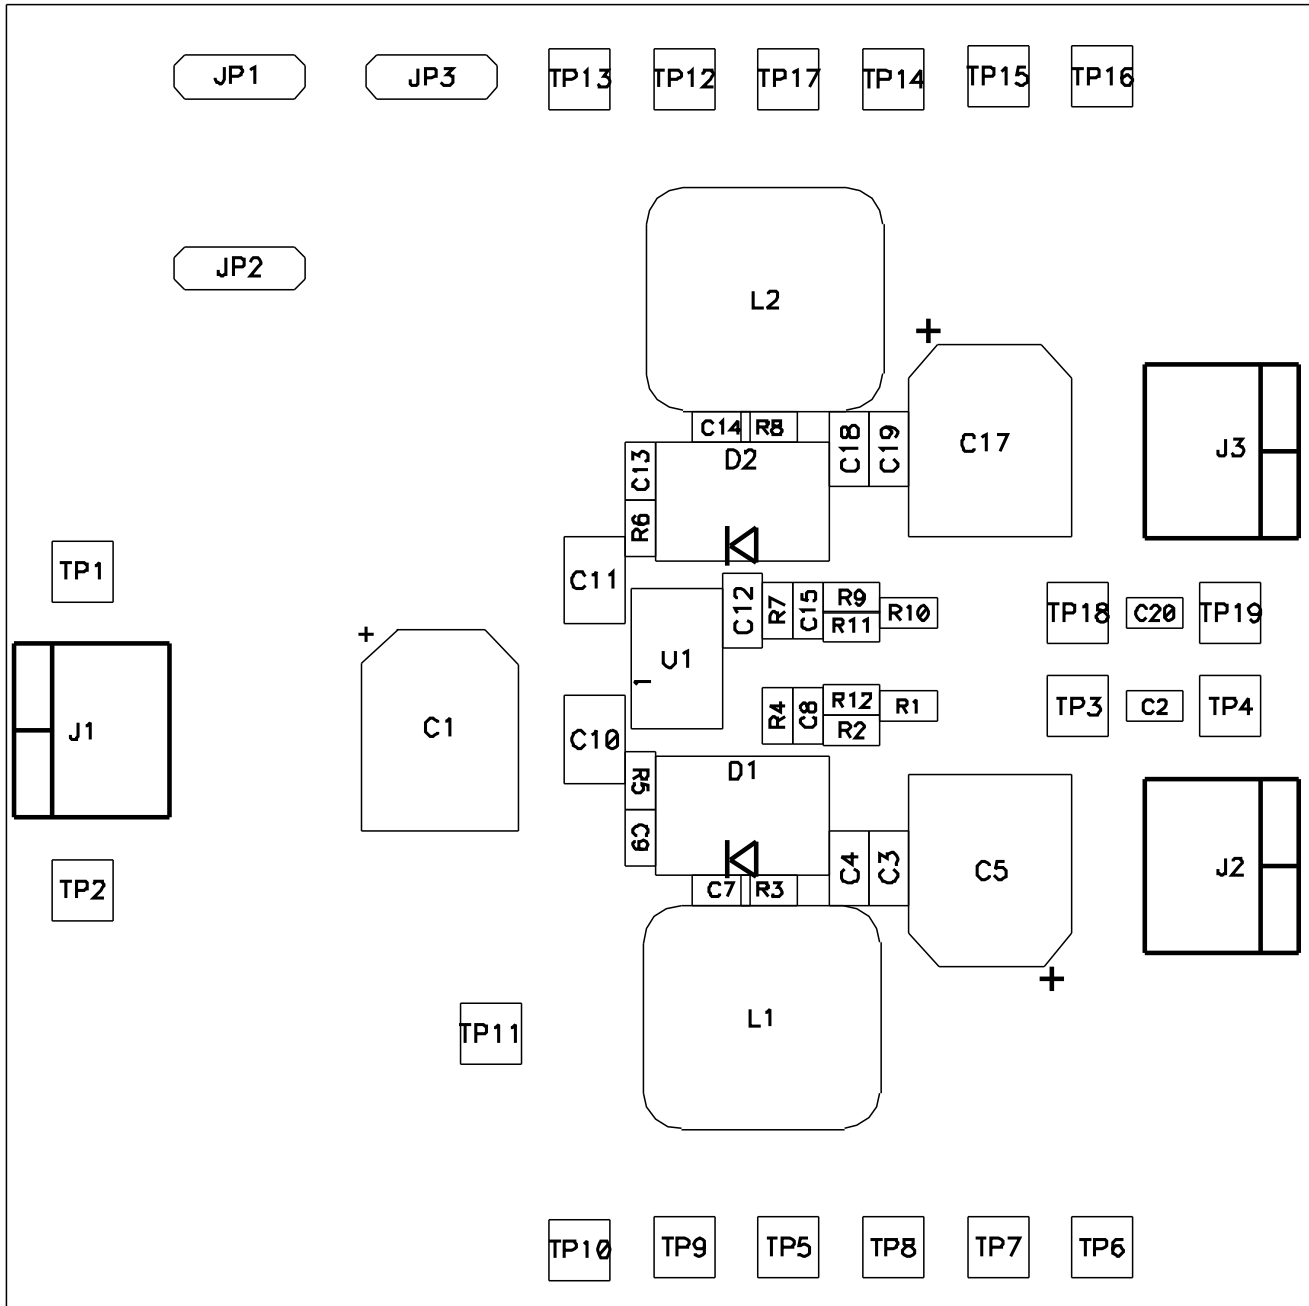 JP1 JP3 TP13 TP12 TP17 TP14 TP15 TP16
JP2
L2
+
C14 R8 C18 C19 C17 J3
D2
C13
R6
TP1 C11
C12 R7 C15 R9 R10 TP18 C20 TP19
R11
+
U1
1
J1 C1 C10 R4 C8 R12 R1 TP3 C2 TP4
R2
D1
R5
C9 C4 C3 C5 J2
TP2 C7 R3
+
L1
TP11
TP10 TP9 TP5 TP8 TP7 TP6